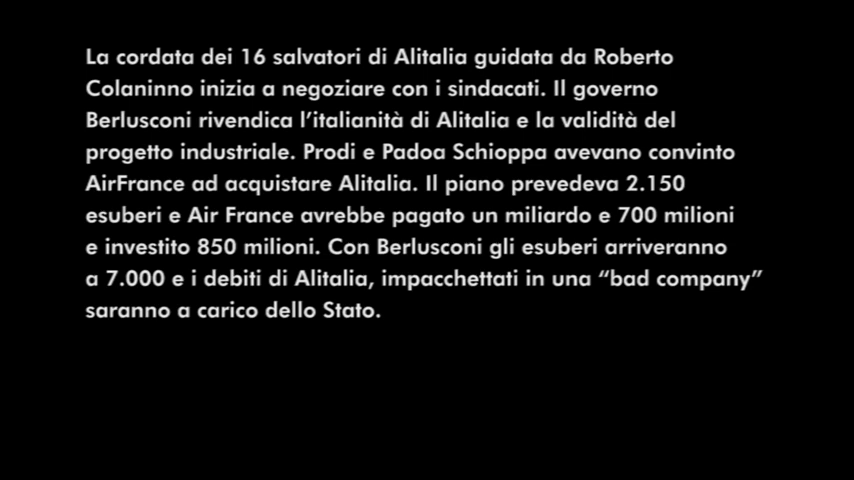 La cordata dei 16 salvatori di Alitalia guidata da Roberto
Colaninno inizia a negoziare con i sindacati. Il governo
Berlusconi rivendica l'italianità di Alitalia e la validità del
progetto industriale. Prodi e Padoa Schioppa avevano convinto
AirFrance ad acquistare Alitalia. Il piano prevedeva 2.150
esuberi e Air France avrebbe pagato un miliardo e 700 milioni
e investito 850 milioni. Con Berlusconi gli esuberi arriveranno
a 7.000 e i debiti di Alitalia, impacchettati in una “bad company”
saranno a carico dello Stato.